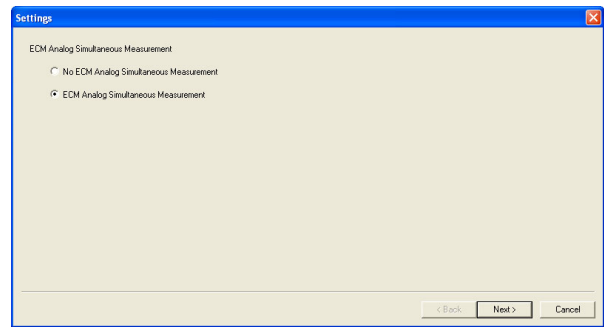 Settings
ECM Analog Simultaneous Measurement
No ECM Analog Simultaneous Measurement
ECM Analog Simultaneous Measurement
< Back Next > Cancel